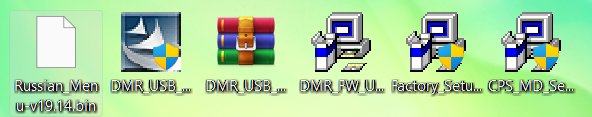 Russian_Men
u-v19.14.bin
DMR_USB_...
DMR_USB_...
DMR_FW_U...
Factory_Setu...
CPS_MD_Se...